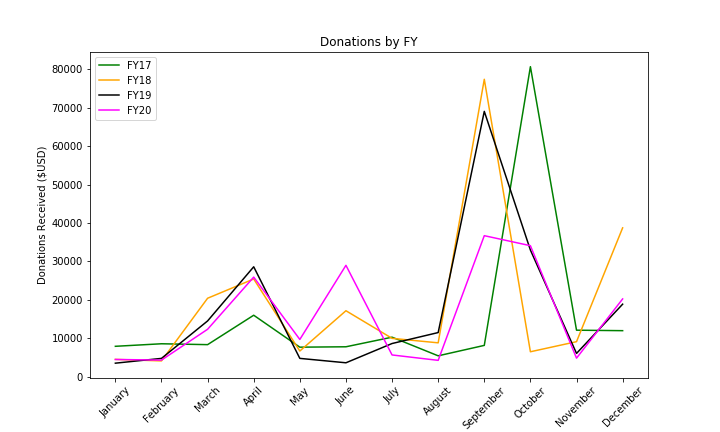 Donations by FY
FY17
FY18
FY19
FY20
Donations Received ($USD)
80000
70000
60000
50000
40000
30000
20000
10000
0
January
February
March
April
May
June
July
August
September
October
November
December